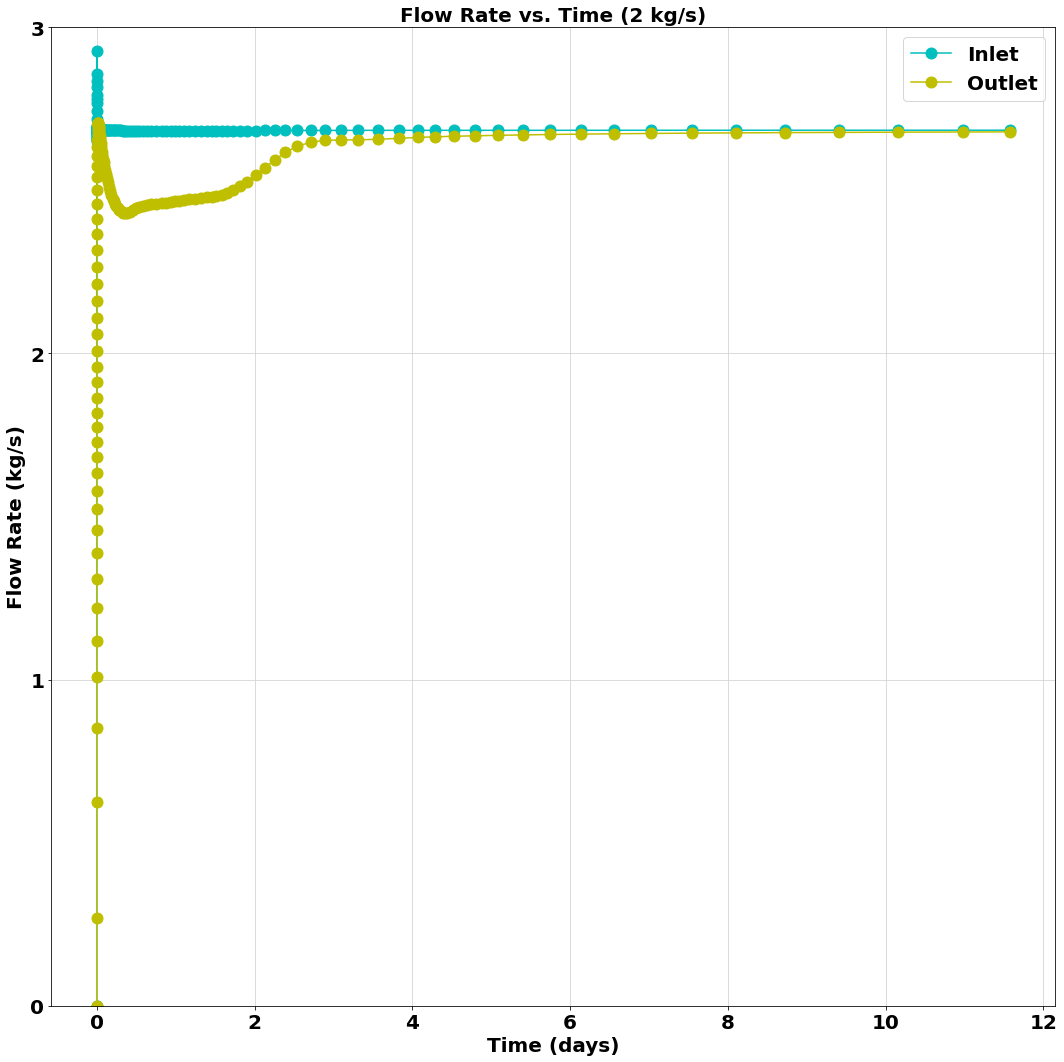 Flow Rate vs. Time (2 kg/s)
Inlet
Outlet
Flow Rate (kg/s)
3
2
1
0
0 2 4 6 8 10 12
Time (days)